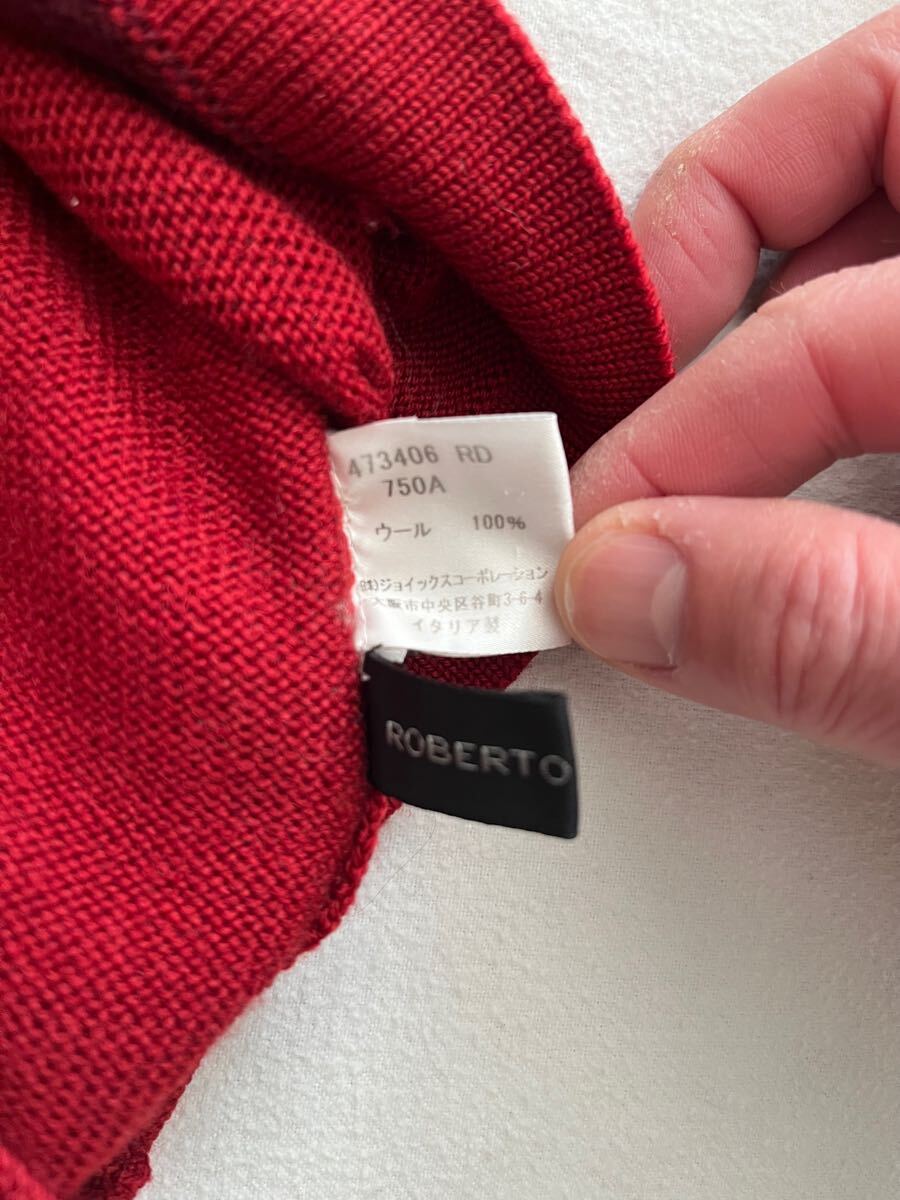 473406 RD
750A
ウール 100%
㈱ジョイックスコーポレーション
大阪市中央区谷町3-6-4
イタリア製
ROBERTO